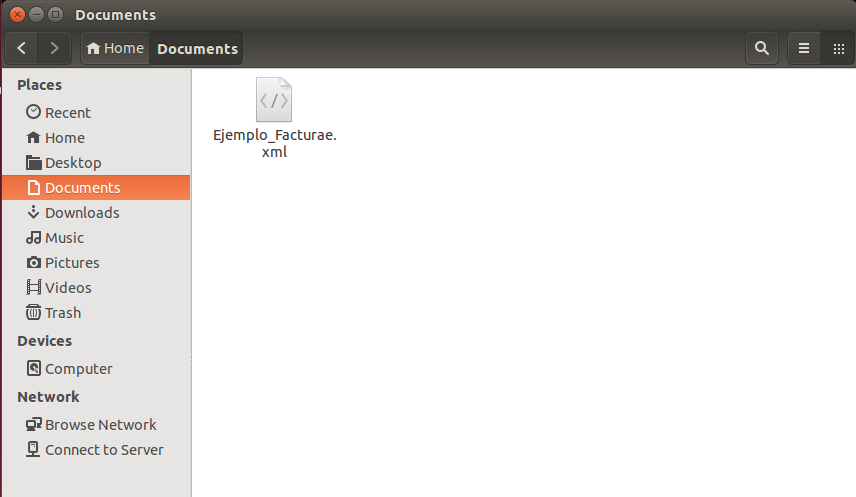 Documents
Home
Documents
Places
Recent
Home
Desktop
Documents
Downloads
Music
Pictures
Videos
Trash
Devices
Computer
Network
Browse Network
Connect to Server
Ejemplo_Facturae.
xml